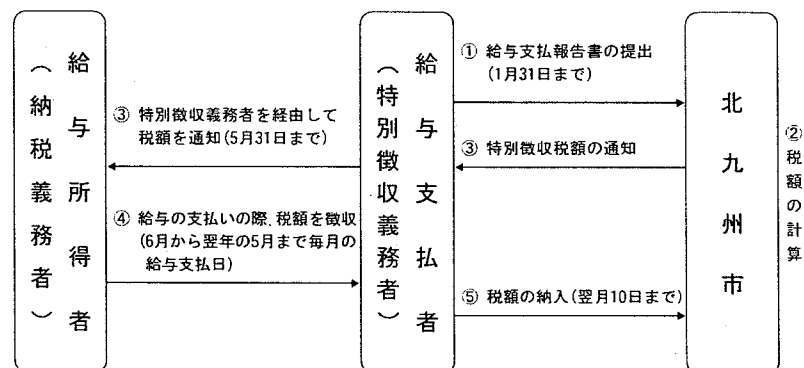 給与所得者
（納税義務者）
③ 特別徴収義務者を経由して
税額を通知(5月31日まで)
④ 給与の支払いの際、税額を徴収
(6月から翌年の5月まで毎月の
給与支払日)
給与支払者
（特別徴収義務者）
① 給与支払報告書の提出
(1月31日まで)
③ 特別徴収税額の通知
⑤ 税額の納入(翌月10日まで)
北九州市
②税額の計算